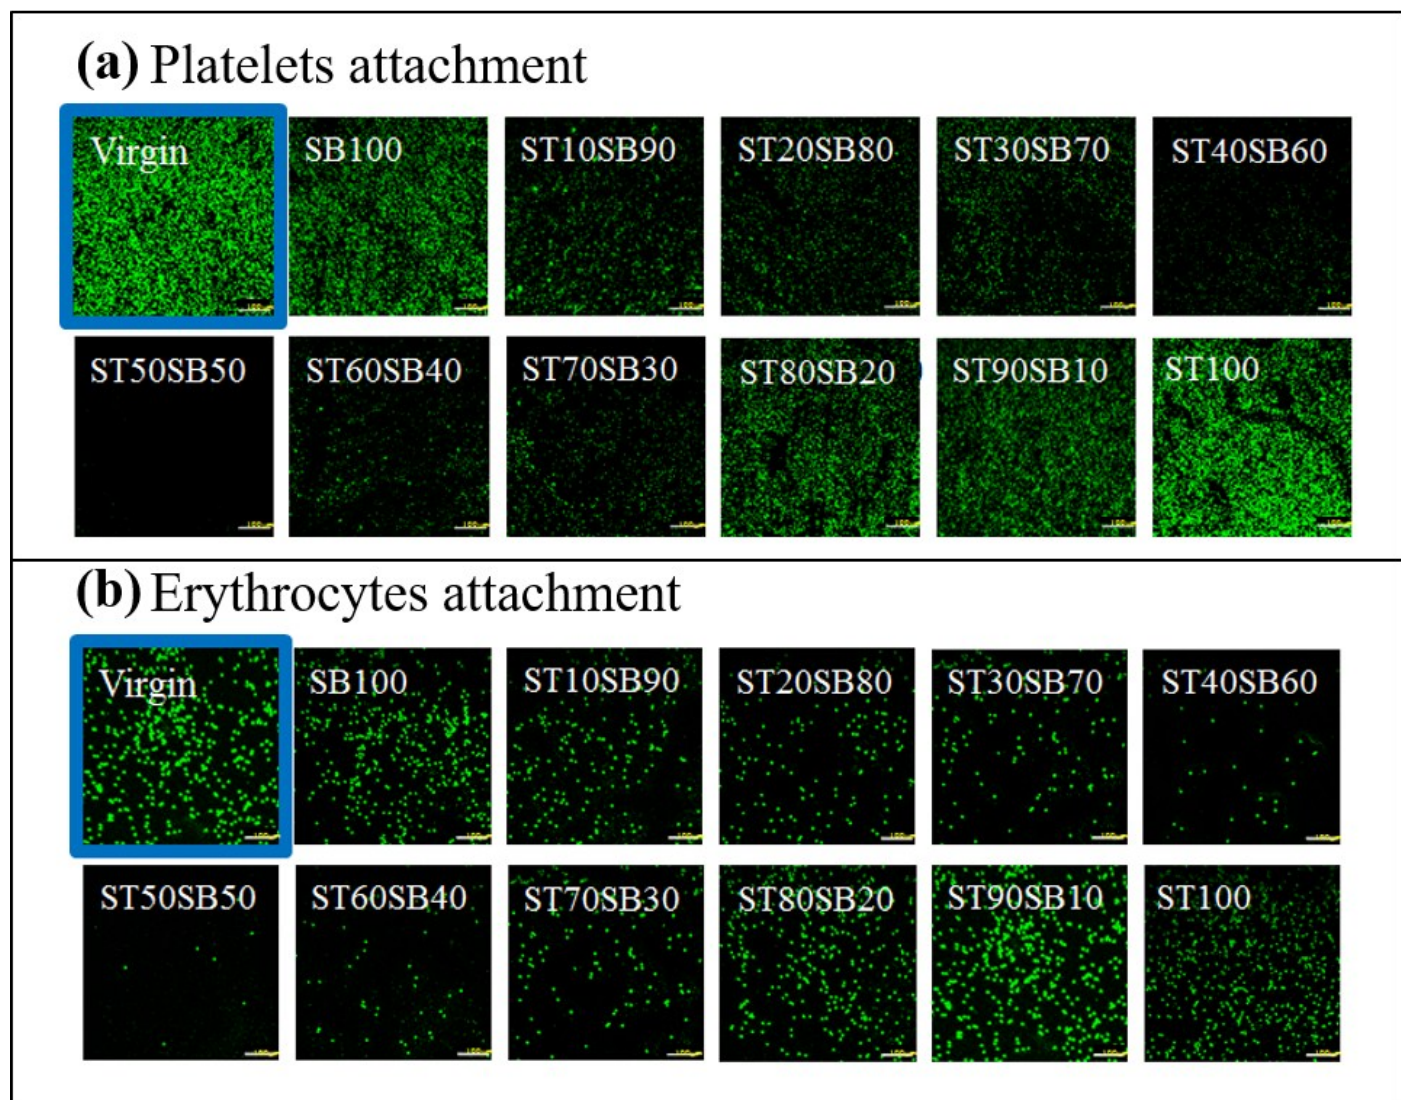 (a) Platelets attachment
Virgin SB100 ST10SB90 ST20SB80 ST30SB70 ST40SB60
ST50SB50 ST60SB40 ST70SB30 ST80SB20 ST90SB10 ST100
(b) Erythrocytes attachment
Virgin SB100 ST10SB90 ST20SB80 ST30SB70 ST40SB60
ST50SB50 ST60SB40 ST70SB30 ST80SB20 ST90SB10 ST100